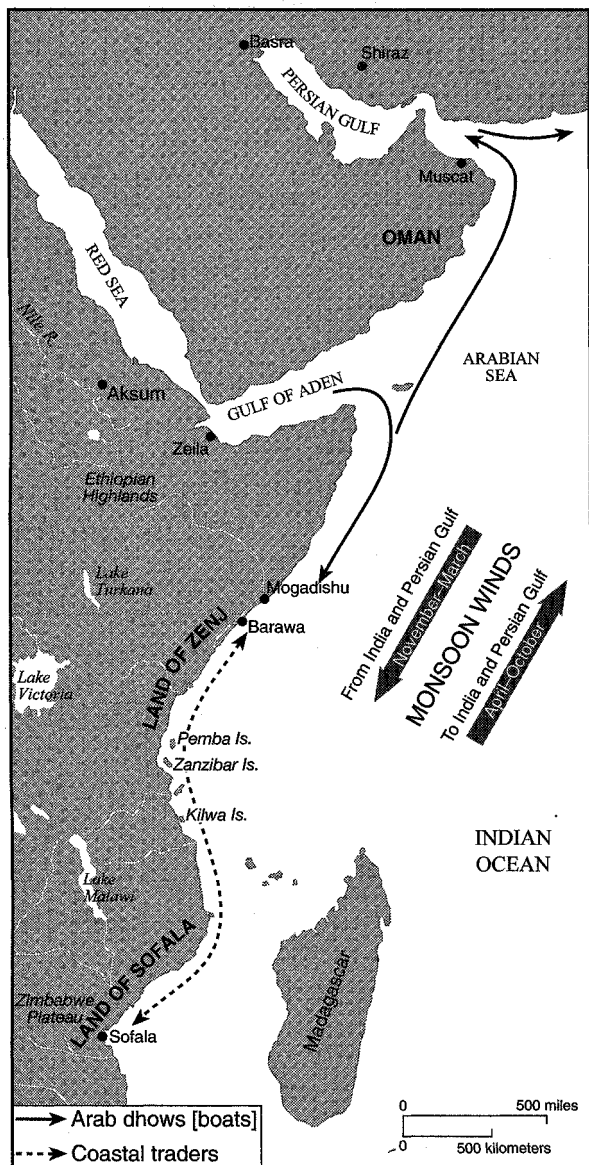 Basra
Shiraz
PERSIAN GULF
Muscat
OMAN
RED SEA
Nile R.
ARABIAN
SEA
Aksum
GULF OF ADEN
Zeila
Ethiopian
Highlands
Lake
Turkana
Mogadishu
Barawa
LAND OF ZENJ
From India and Persian Gulf
November–March
MONSOON WINDS
To India and Persian Gulf
April–October
Lake
Victoria
Pemba Is.
Zanzibar Is.
Kilwa Is.
INDIAN
OCEAN
Lake
Malawi
LAND OF SOFALA
Zimbabwe
Plateau
Sofala
Madagascar
Arab dhows [boats]
Coastal traders
0 500 miles
0 500 kilometers